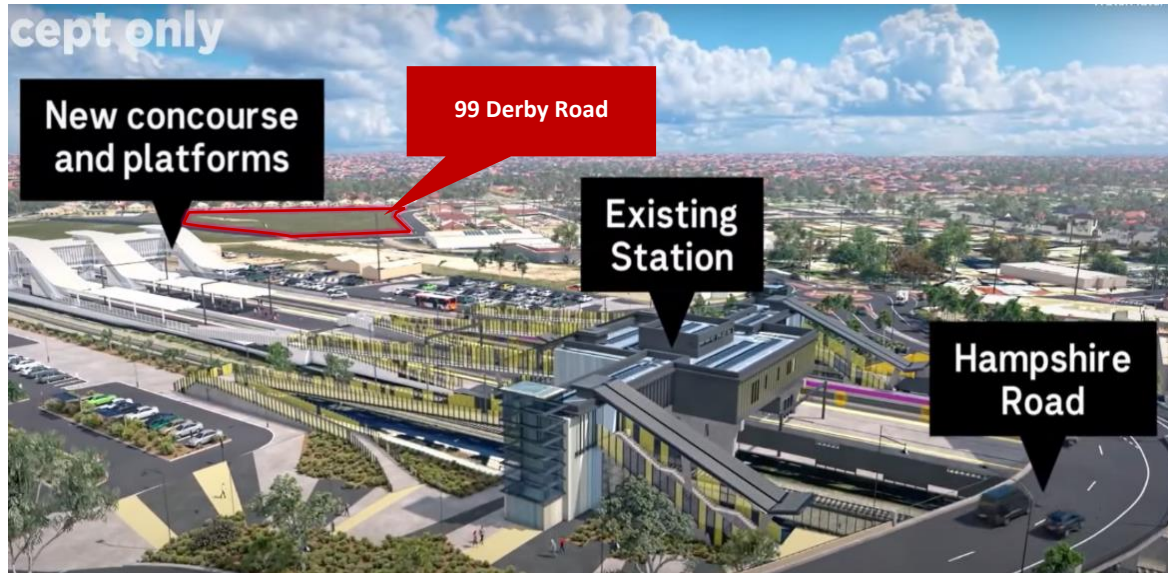 cept only
New concourse
and platforms
99 Derby Road
Existing
Station
Hampshire
Road